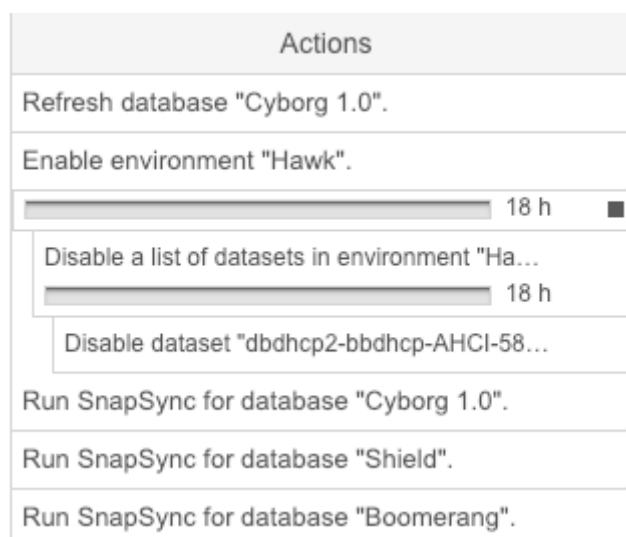 Actions
Refresh database "Cyborg 1.0".
Enable environment "Hawk".
18 h
Disable a list of datasets in environment "Ha...
18 h
Disable dataset "dbdhcp2-bbdhcp-AHCI-58...
Run SnapSync for database "Cyborg 1.0".
Run SnapSync for database "Shield".
Run SnapSync for database "Boomerang".